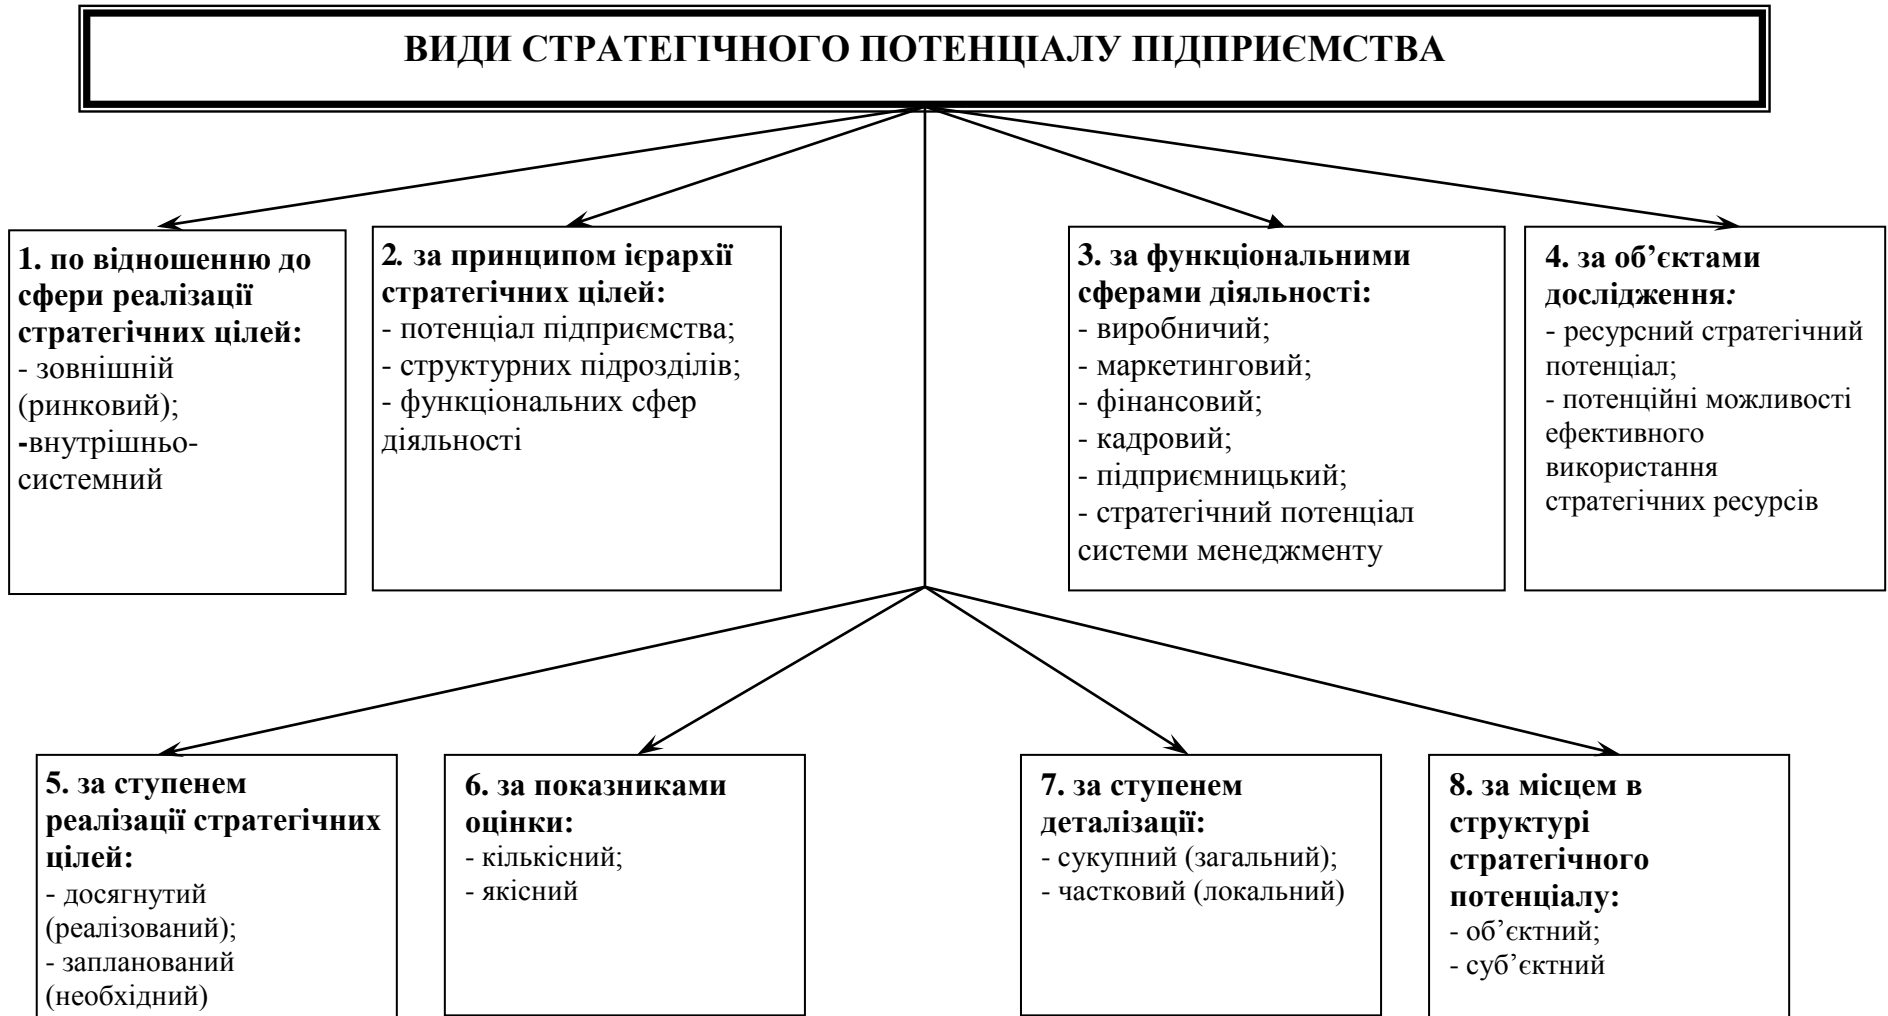 ВИДИ СТРАТЕГІЧНОГО ПОТЕНЦІАЛУ ПІДПРИЄМСТВА
1. по відношенню до
сфери реалізації
стратегічних цілей:
- зовнішній
(ринковий);
-внутрішньо-
системний
2. за принципом ієрархії
стратегічних цілей:
- потенціал підприємства;
- структурних підрозділів;
- функціональних сфер
діяльності
3. за функціональними
сферами діяльності:
- виробничий;
- маркетинговий;
- фінансовий;
- кадровий;
- підприємницький;
- стратегічний потенціал
системи менеджменту
4. за об’єктами
дослідження:
- ресурсний стратегічний
потенціал;
- потенційні можливості
ефективного
використання
стратегічних ресурсів
5. за ступенем
реалізації стратегічних
цілей:
- досягнутий
(реалізований);
- запланований
(необхідний)
6. за показниками
оцінки:
- кількісний;
- якісний
7. за ступенем
деталізації:
- сукупний (загальний);
- частковий (локальний)
8. за місцем в
структурі
стратегічного
потенціалу:
- об’єктний;
- суб’єктний